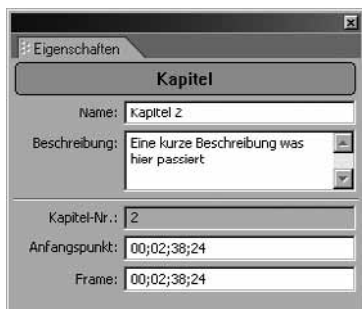 Eigenschaften
Kapitel
Name: Kapitel 2
Beschreibung: Eine kurze Beschreibung was
hier passiert
Kapitel-Nr.: 2
Anfangspunkt: 00;02;38;24
Frame: 00;02;38;24